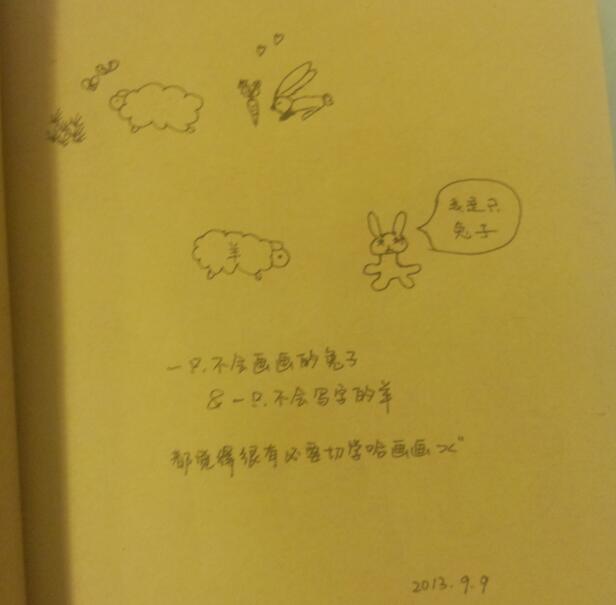 我是只
兔子
羊
一只不会画画的兔子
& 一只不会写字的羊
都觉得很有必要切学哈画画
2013.9.9